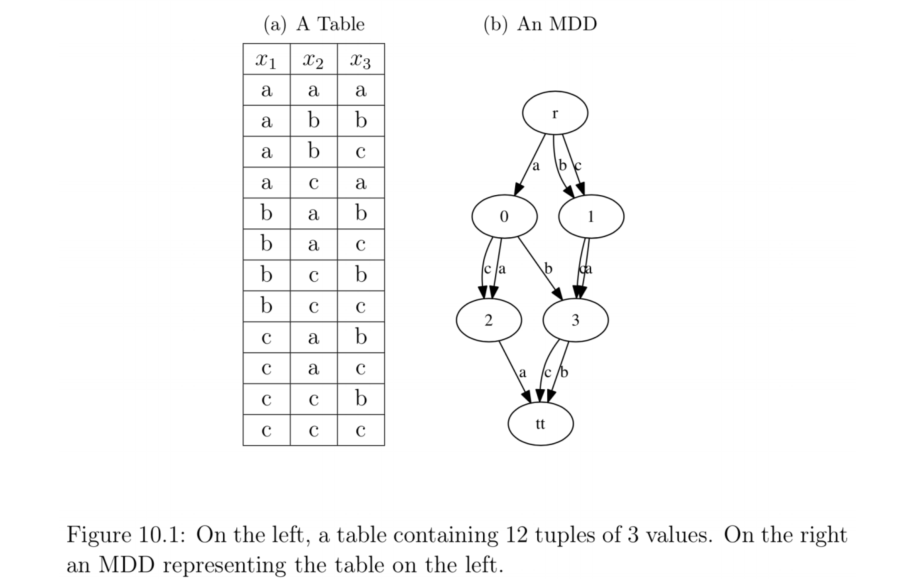 (a) A Table
x1 x2 x3
a a a
a b b
a b c
a c a
b a b
b a c
b c b
b c c
c a b
c a c
c c b
c c c
(b) An MDD
r
a b c
0 1
c a b c a
2 3
a c b
tt
Figure 10.1: On the left, a table containing 12 tuples of 3 values. On the right
an MDD representing the table on the left.